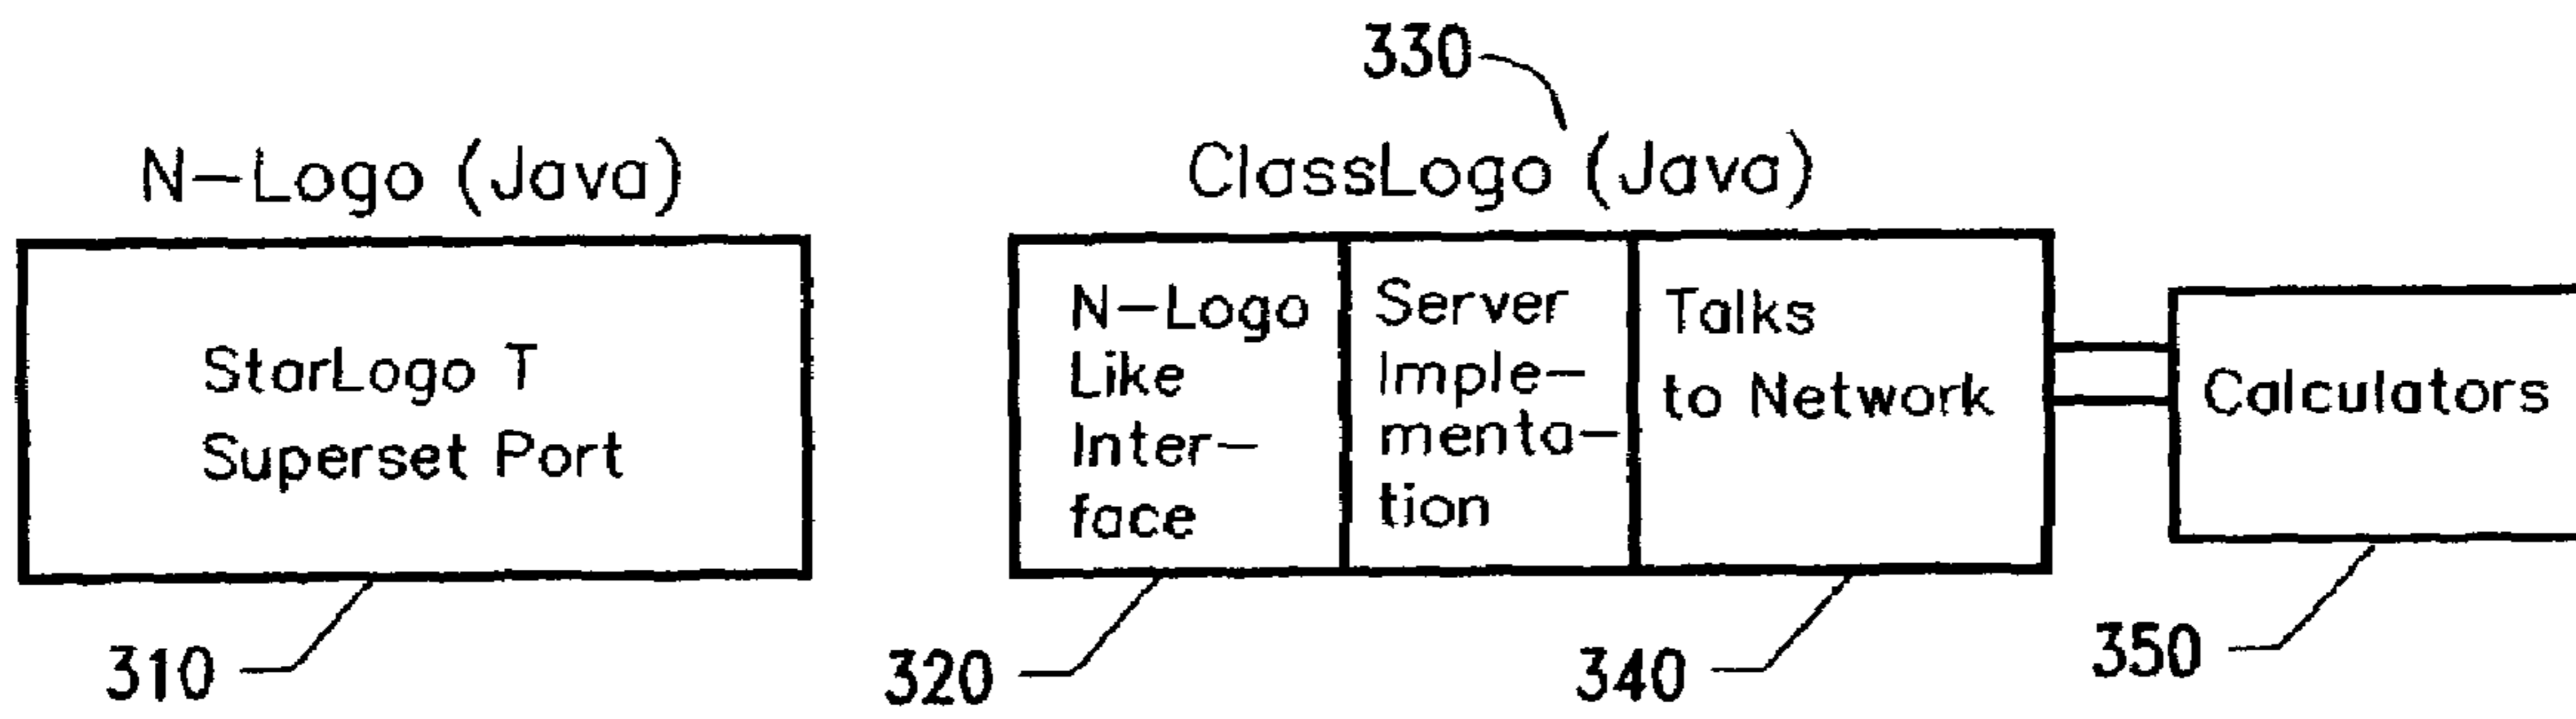 330
N-Logo (Java)
ClassLogo (Java)
StarLogo T
Superset Port
N-Logo
Like
Inter-
face
Server
Imple-
menta-
tion
Talks
to Network
Calculators
310
320
340
350